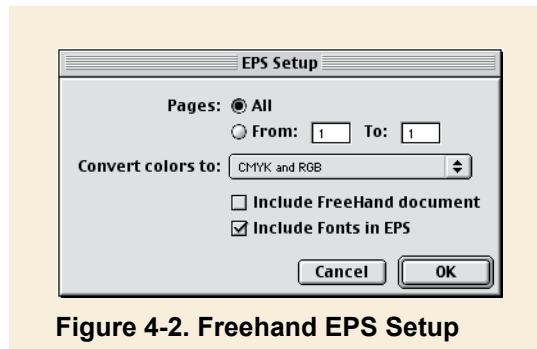 EPS Setup
Pages: All
From: 1 To: 1
Convert colors to: CMYK and RGB
Include FreeHand document
Include Fonts in EPS
Cancel OK
Figure 4-2. Freehand EPS Setup